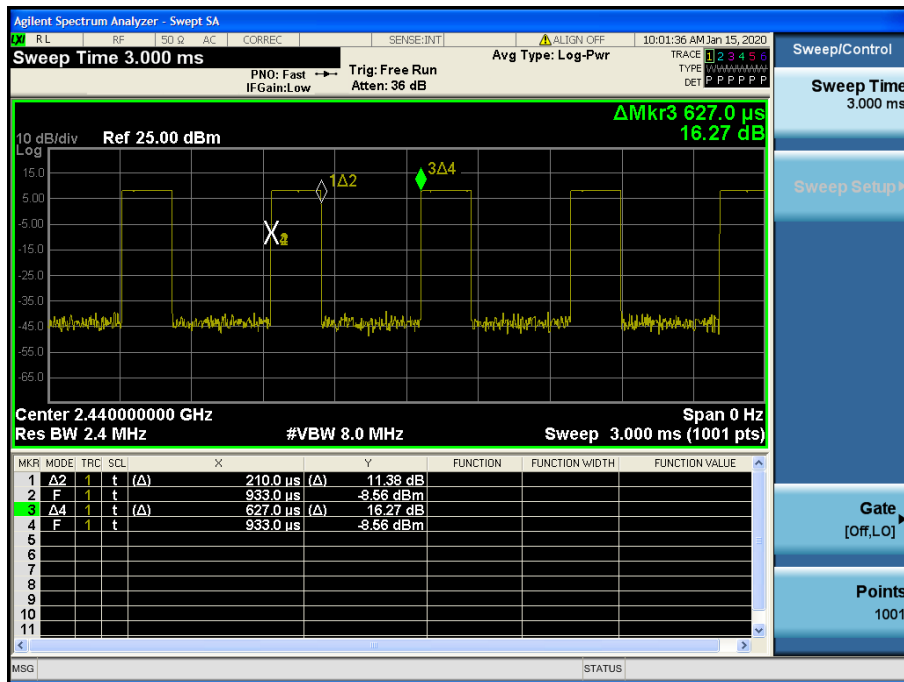 Agilent Spectrum Analyzer - Swept SA
LXI RL RF 50 Ω AC CORREC SENSE:INT ALIGN OFF 10:01:36 AM Jan 15, 2020
Sweep Time 3.000 ms
PNO: Fast
IFGain:Low
Trig: Free Run
Atten: 36 dB
Avg Type: Log-Pwr
TRACE 1 2 3 4 5 6
TYPE WWWWWW
DET P P P P P P
ΔMkr3 627.0 µs
16.27 dB
10 dB/div Ref 25.00 dBm
Log
15.0
5.00
-5.00
-15.0
-25.0
-35.0
-45.0
-55.0
-65.0
1Δ2
3Δ4
X
Center 2.440000000 GHz Span 0 Hz
Res BW 2.4 MHz #VBW 8.0 MHz Sweep 3.000 ms (1001 pts)
MKR MODE TRC SCL X Y FUNCTION FUNCTION WIDTH FUNCTION VALUE
1 Δ2 1 t (Δ) 210.0 µs (Δ) 11.38 dB
2 F 1 t 933.0 µs -8.56 dBm
3 Δ4 1 t (Δ) 627.0 µs (Δ) 16.27 dB
4 F 1 t 933.0 µs -8.56 dBm
5
6
7
8
9
10
11
MSG STATUS
Sweep/Control
Sweep Time
3.000 ms
Sweep Setup
Gate
[Off,LO]
Points
1001